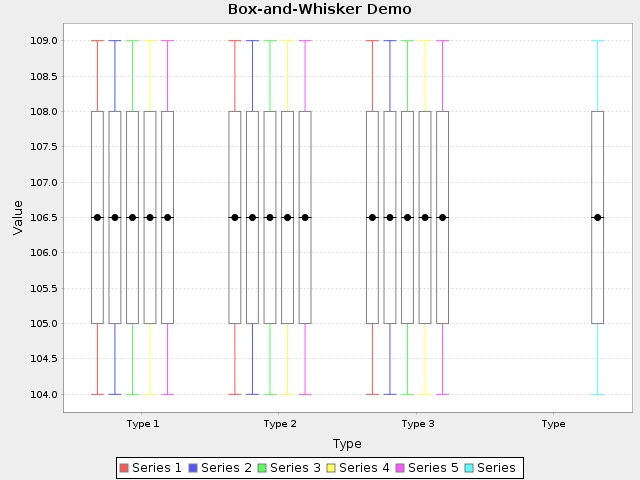 Box-and-Whisker Demo
Value
109.0
108.5
108.0
107.5
107.0
106.5
106.0
105.5
105.0
104.5
104.0
Type 1 Type 2 Type 3 Type
Type
Series 1 Series 2 Series 3 Series 4 Series 5 Series